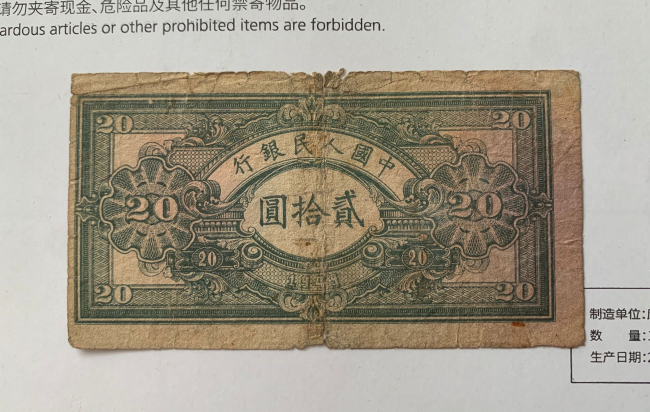 请勿夹寄现金、危险品及其他任何禁寄物品。
ardous articles or other prohibited items are forbidden.
20 20
行銀民人國中
20 圓拾貳 20
20 20
20 20
制造单位:
数 量:
生产日期:2